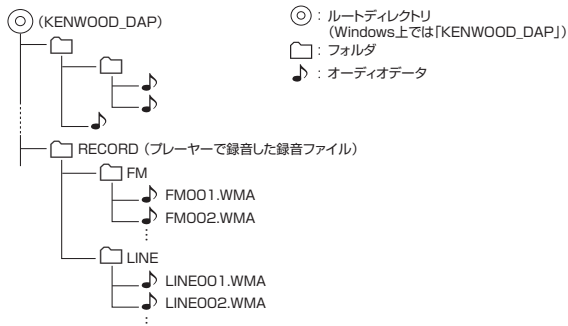 (KENWOOD_DAP)
: ルートディレクトリ
(Windows上では「KENWOOD_DAP」)
: フォルダ
: オーディオデータ
RECORD (プレーヤーで録音した録音ファイル)
FM
FM001.WMA
FM002.WMA
LINE
LINE001.WMA
LINE002.WMA